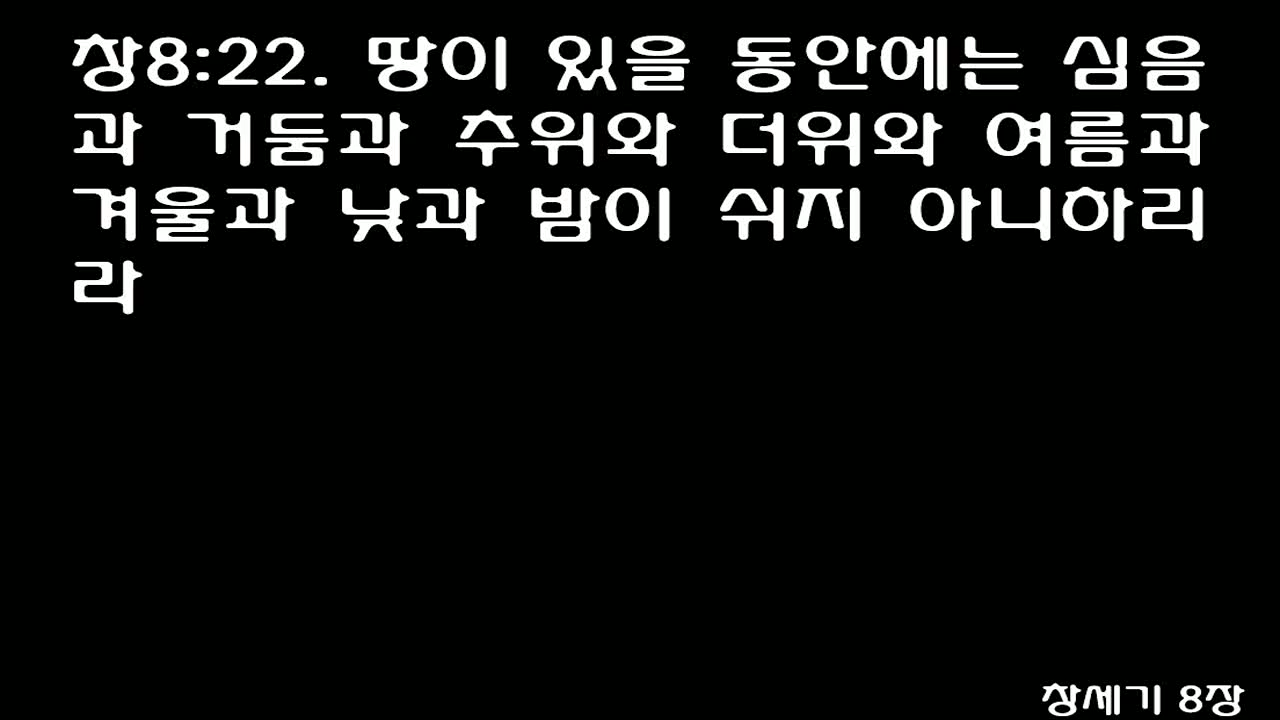 창8:22. 땅이 있을 동안에는 심음
과 거둠과 추위와 더위와 여름과
겨울과 낮과 밤이 쉬지 아니하리
라
창세기 8장